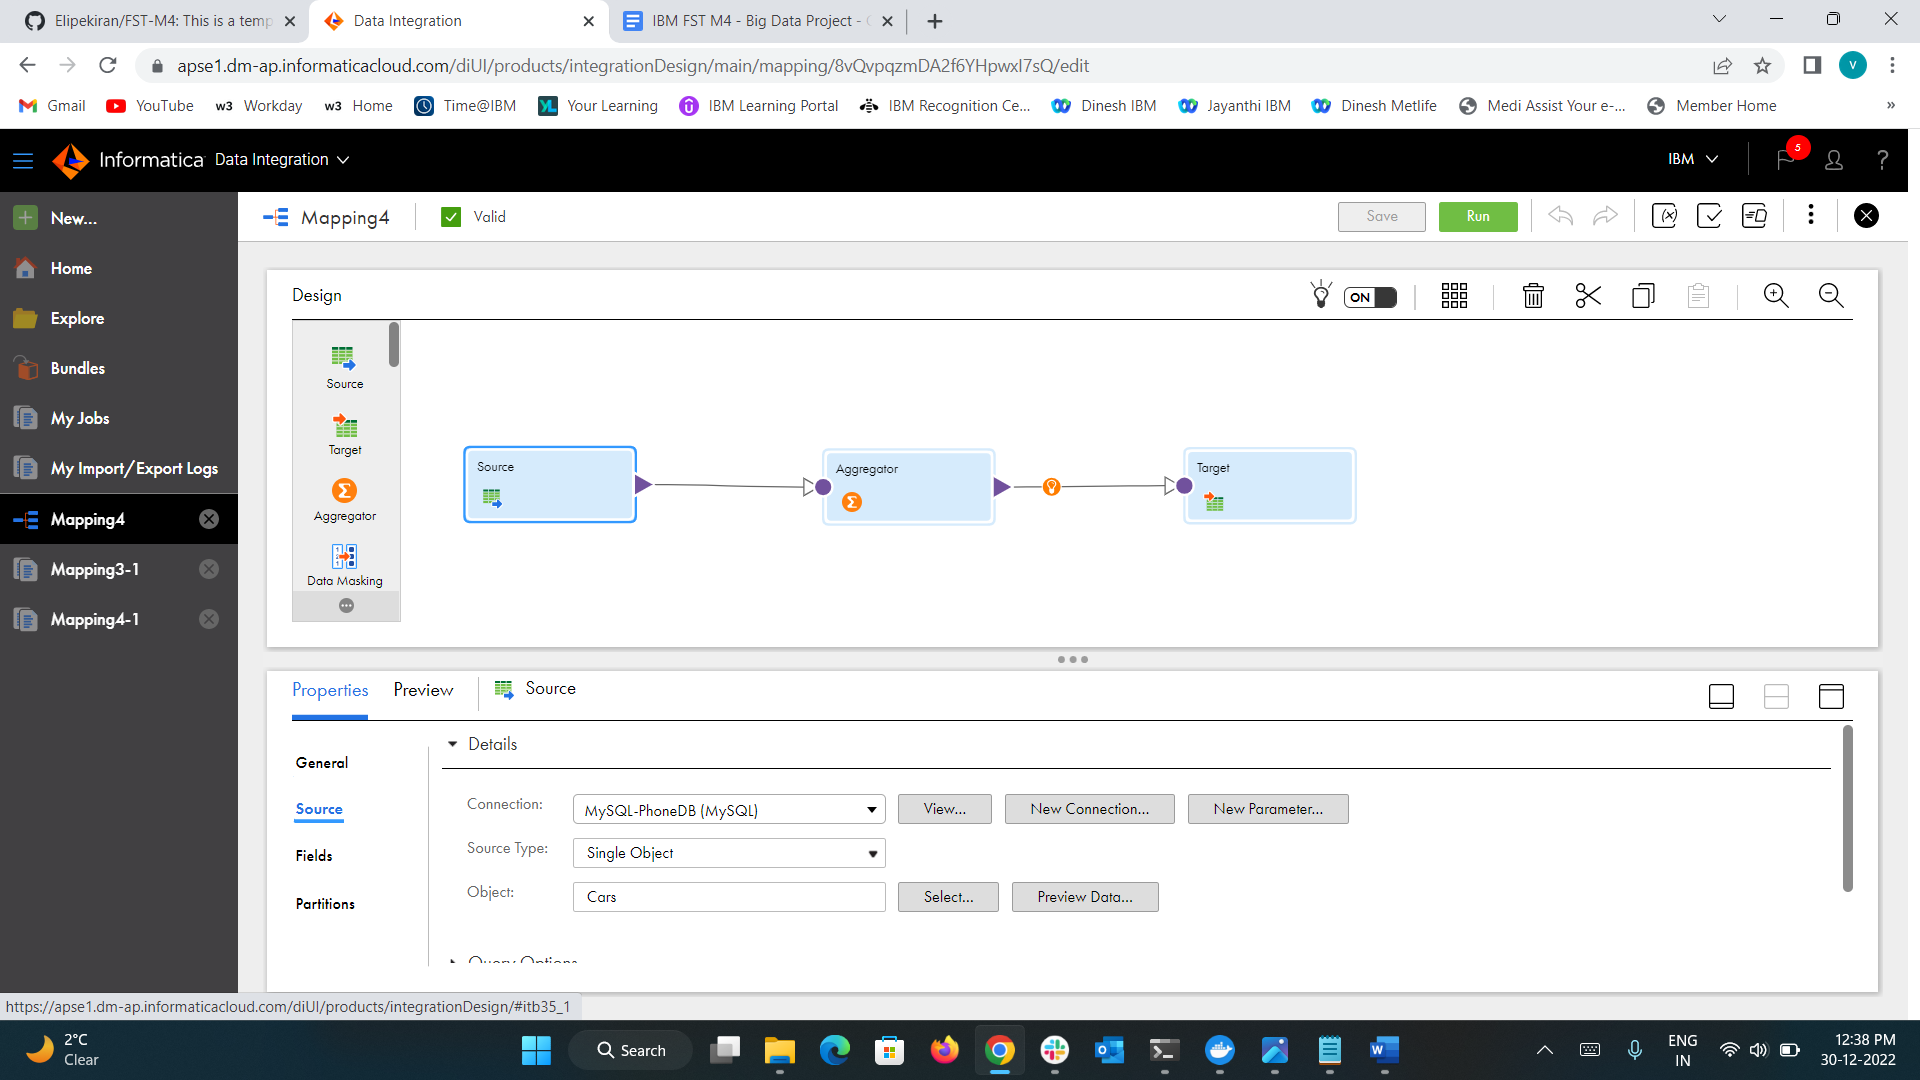 Elipekiran/FST-M4: This is a temp
Data Integration
IBM FST M4 - Big Data Project -
apse1.dm-ap.informaticacloud.com/diUI/products/integrationDesign/main/mapping/8vQvpqzmDA2f6YHpwxI7sQ/edit
V
Gmail
YouTube
w3 Workday
w3 Home
Time@IBM
YL Your Learning
IBM Learning Portal
IBM Recognition Ce...
Dinesh IBM
Jayanthi IBM
Dinesh Metlife
Medi Assist Your e-...
Member Home
»
Informatica Data Integration
IBM
5
?
New...
Home
Explore
Bundles
My Jobs
My Import/Export Logs
Mapping4
Mapping3-1
Mapping4-1
Mapping4
Valid
Save
Run
Design
ON
Source
Target
Aggregator
Data Masking
Source
Aggregator
Target
Properties
Preview
Source
General
Source
Fields
Partitions
Details
Connection:
MySQL-PhoneDB (MySQL)
View...
New Connection...
New Parameter...
Source Type:
Single Object
Object:
Cars
Select...
Preview Data...
Query Options
https://apse1.dm-ap.informaticacloud.com/diUI/products/integrationDesign/#itb35_1
2°C
Clear
Search
ENG
IN
12:38 PM
30-12-2022